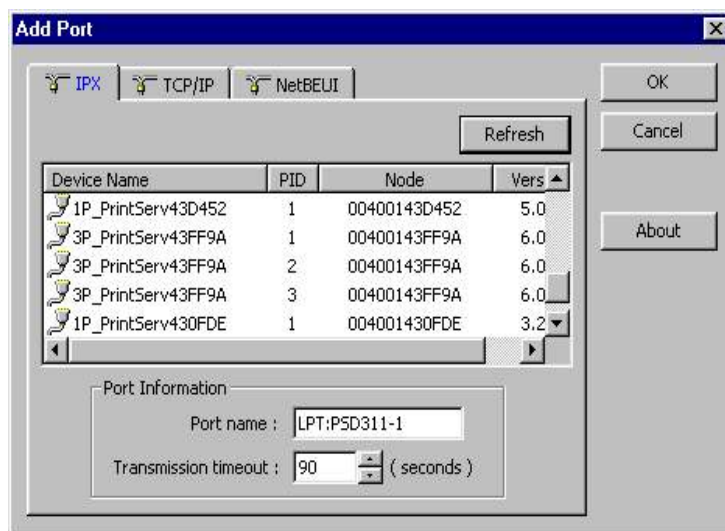 Add Port
IPX TCP/IP NetBEUI
OK
Refresh
Cancel
Device Name PID Node Vers
1P_PrintServ43D452 1 00400143D452 5.0
3P_PrintServ43FF9A 1 00400143FF9A 6.0
About
3P_PrintServ43FF9A 2 00400143FF9A 6.0
3P_PrintServ43FF9A 3 00400143FF9A 6.0
1P_PrintServ430FDE 1 004001430FDE 3.2
Port Information
Port name : LPT:PSD311-1
Transmission timeout : 90 ( seconds )